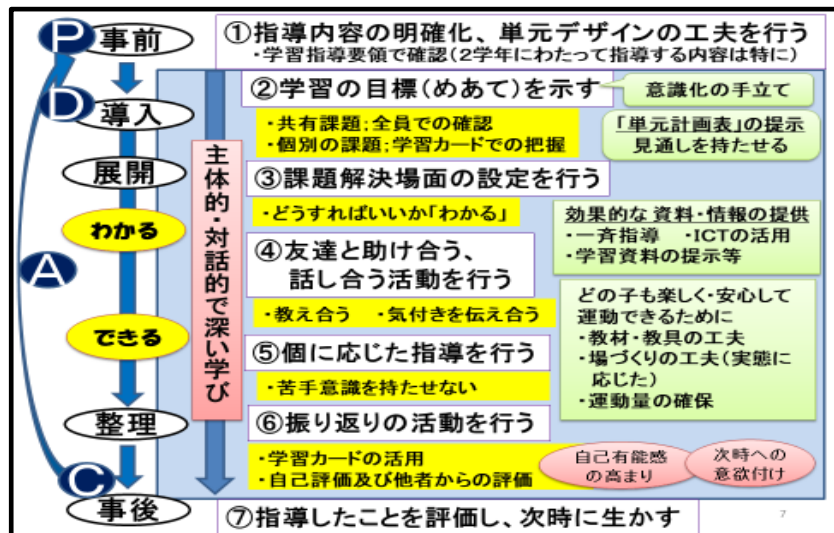 P
事前
①指導内容の明確化、単元デザインの工夫を行う
・学習指導要領で確認(2学年にわたって指導する内容は特に)
D
導入
②学習の目標(めあて)を示す
意識化の手立て
・共有課題;全員での確認
・個別の課題;学習カードでの把握
「単元計画表」の提示
見通しを持たせる
展開
主体的・対話的で深い学び
③課題解決場面の設定を行う
・どうすればいいか「わかる」
わかる
効果的な資料・情報の提供
・一斉指導 ・ICTの活用
・学習資料の提示等
A
④友達と助け合う、
話し合う活動を行う
・教え合う ・気付きを伝え合う
できる
どの子も楽しく・安心して
運動できるために
・教材・教具の工夫
・場づくりの工夫(実態に
応じた)
・運動量の確保
⑤個に応じた指導を行う
・苦手意識を持たせない
整理
⑥振り返りの活動を行う
・学習カードの活用
・自己評価及び他者からの評価
自己有能感
の高まり
次時への
意欲付け
C
事後
⑦指導したことを評価し、次時に生かす
7